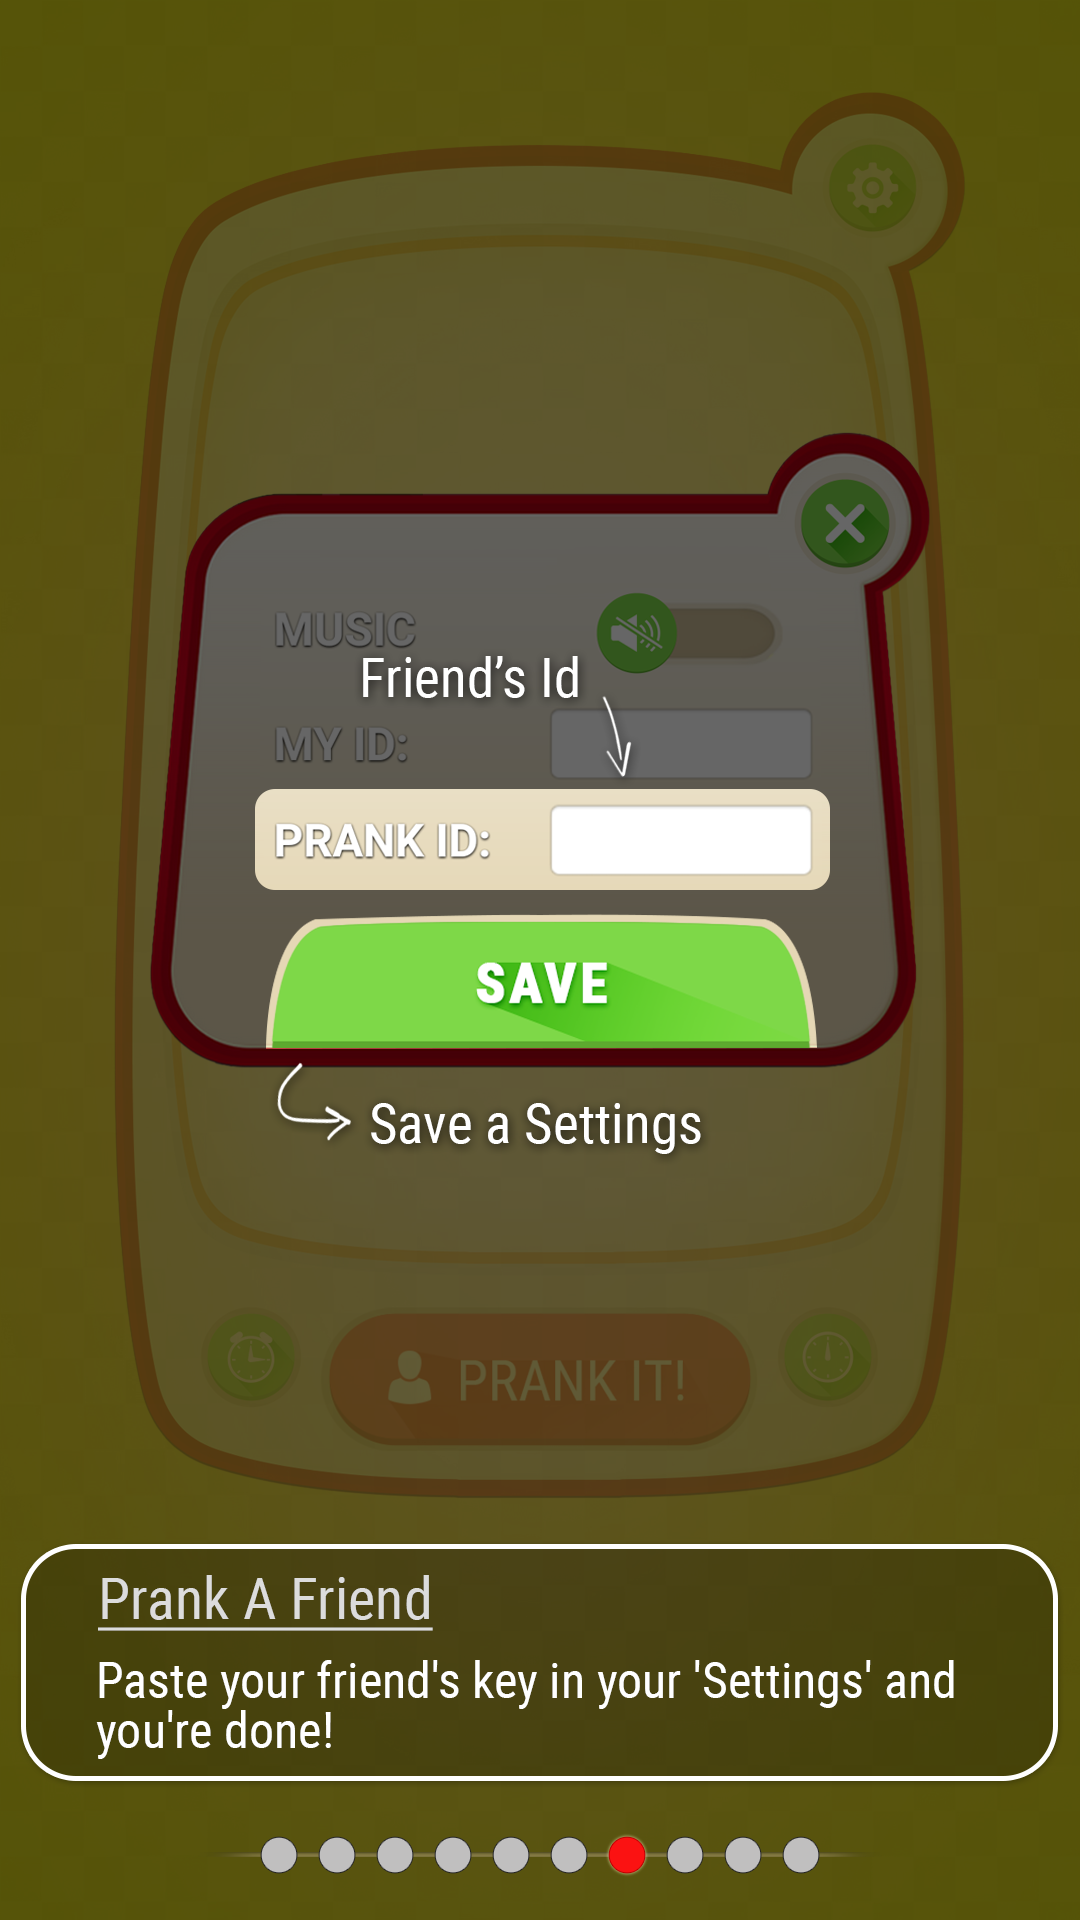 MUSIC
Friend’s Id
MY ID:
PRANK ID:
SAVE
Save a Settings
PRANK IT!
Prank A Friend
Paste your friend's key in your 'Settings' and
you're done!